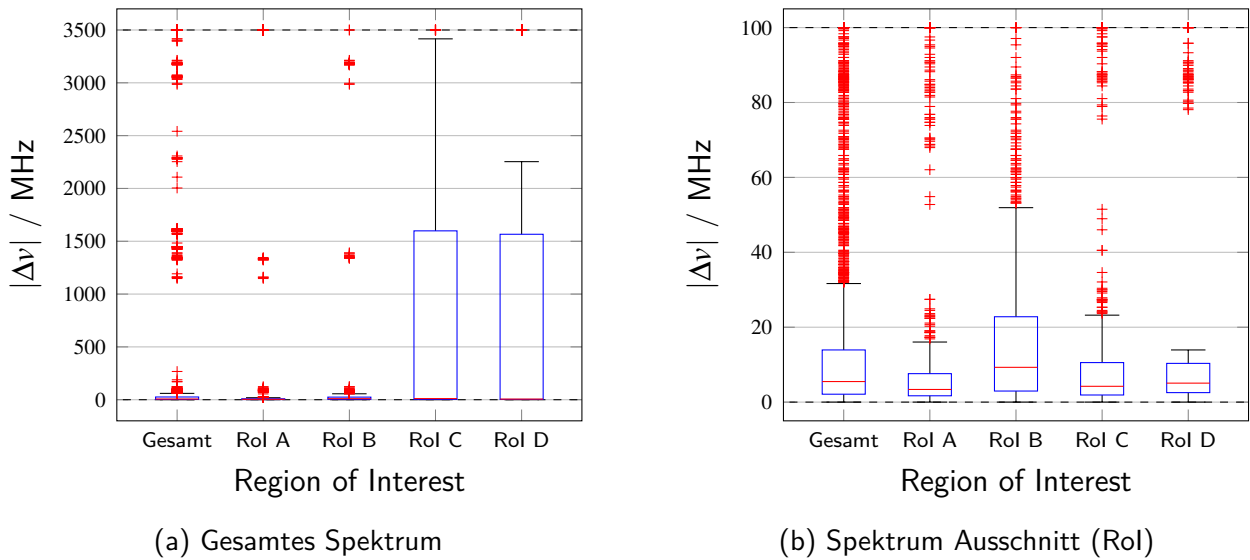 3500
3000
2500
2000
1500
1000
500
0
|Δν| / MHz
Gesamt RoI A RoI B RoI C RoI D
Region of Interest
(a) Gesamtes Spektrum
100
80
60
40
20
0
|Δν| / MHz
Gesamt RoI A RoI B RoI C RoI D
Region of Interest
(b) Spektrum Ausschnitt (RoI)